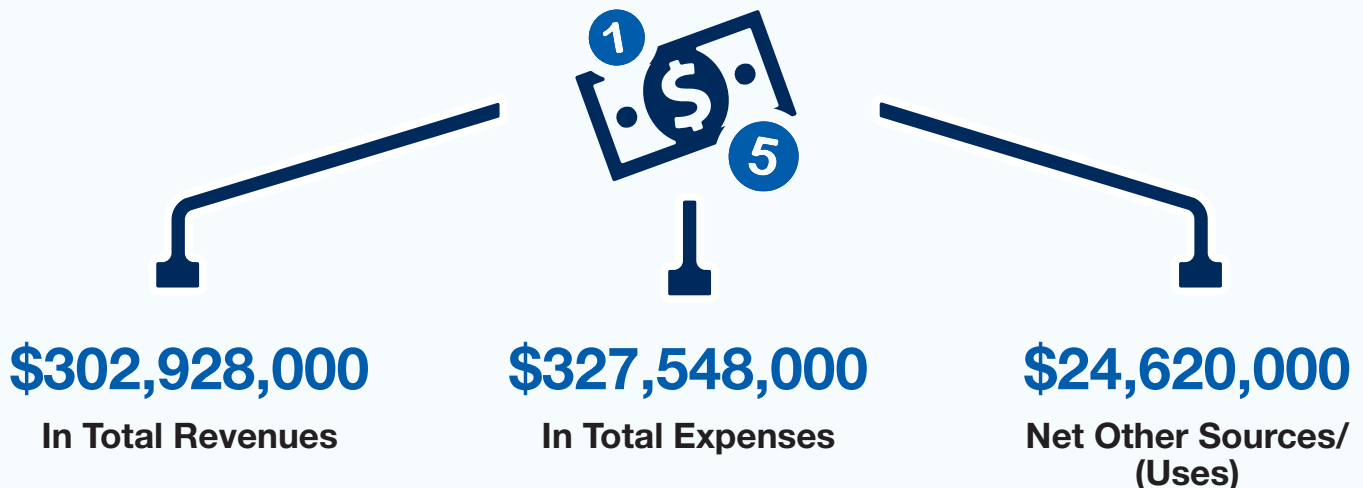 1
$
5
$302,928,000
In Total Revenues
$327,548,000
In Total Expenses
$24,620,000
Net Other Sources/
(Uses)